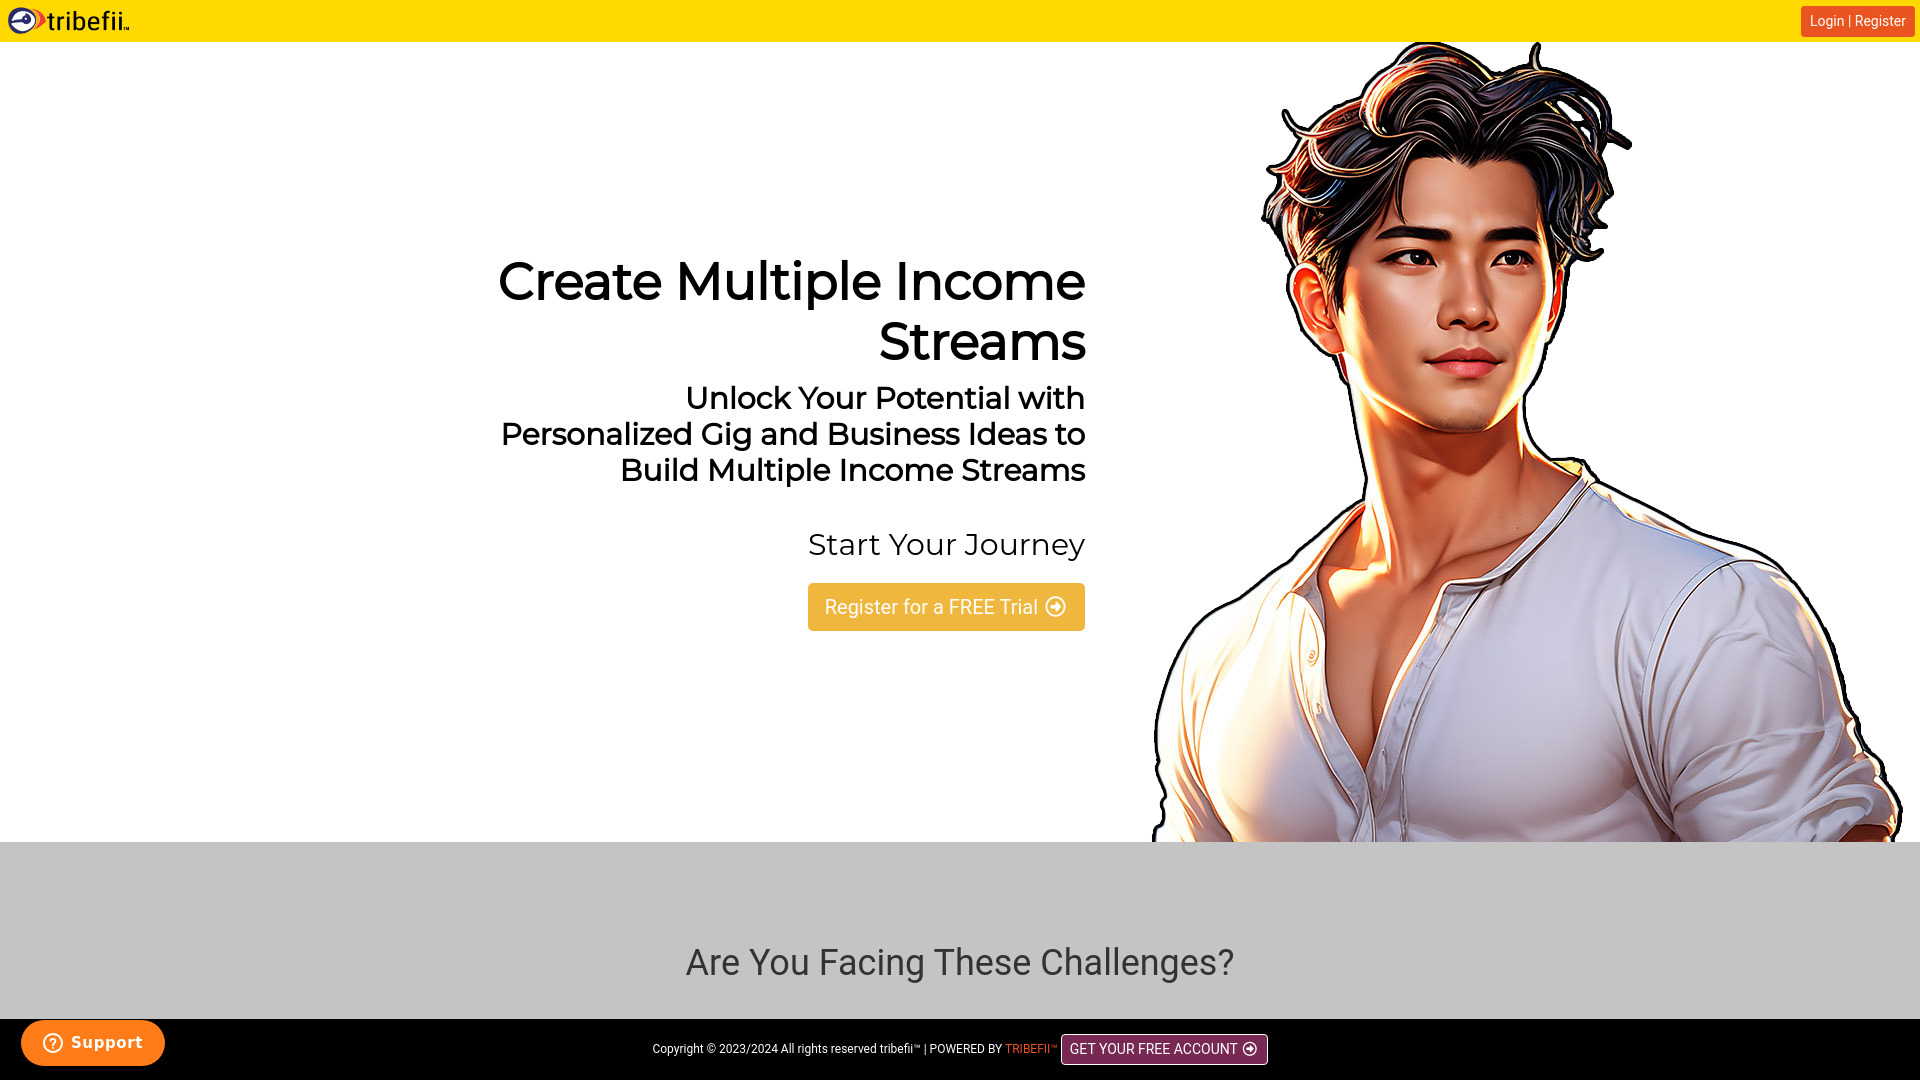 tribefii™
Login | Register
Create Multiple Income
Streams
Unlock Your Potential with
Personalized Gig and Business Ideas to
Build Multiple Income Streams
Start Your Journey
Register for a FREE Trial
Are You Facing These Challenges?
Support
Copyright © 2023/2024 All rights reserved tribefii™ | POWERED BY TRIBEFII™ GET YOUR FREE ACCOUNT